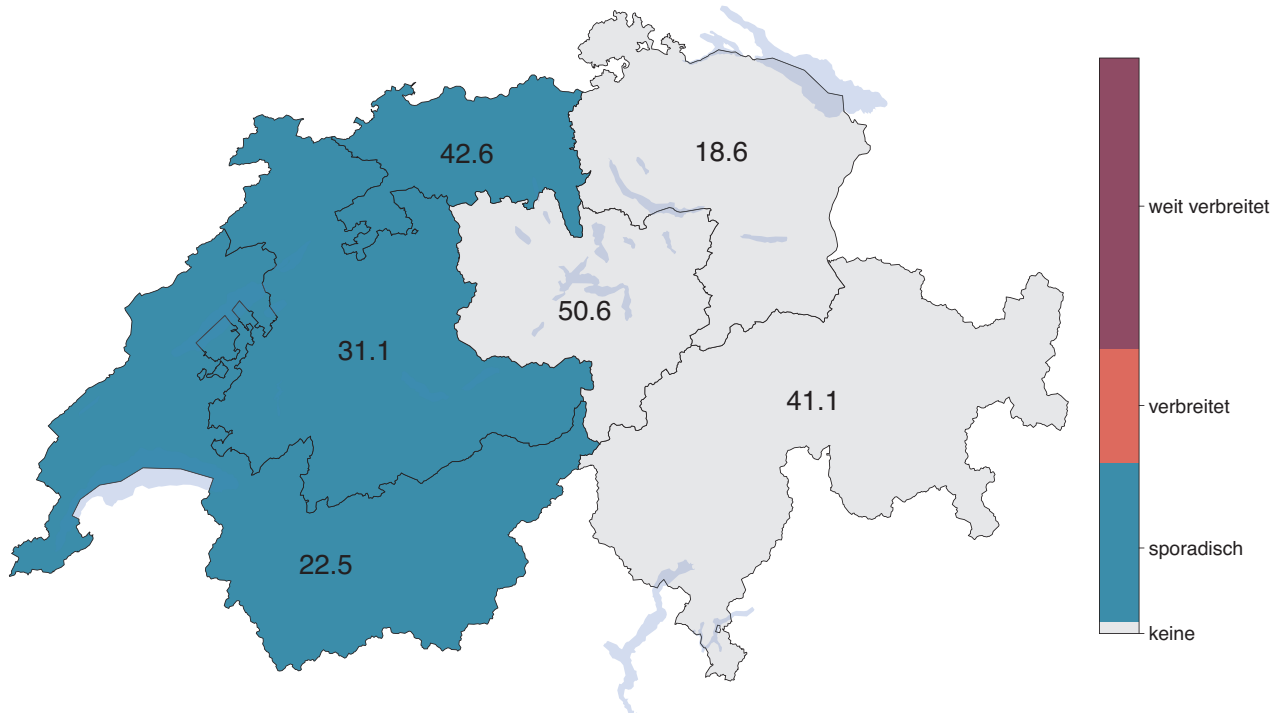 42.6
18.6
50.6
31.1
41.1
22.5
weit verbreitet
verbreitet
sporadisch
keine